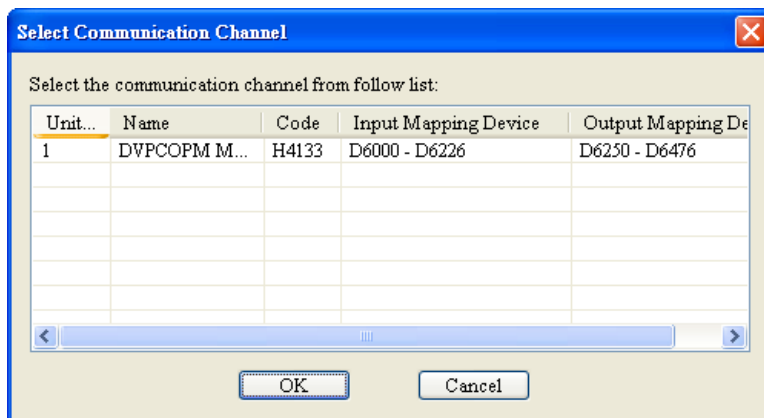 Select Communication Channel
Select the communication channel from follow list:
Unit... Name Code Input Mapping Device Output Mapping De
1 DVPCOPM M... H4133 D6000 - D6226 D6250 - D6476
OK Cancel